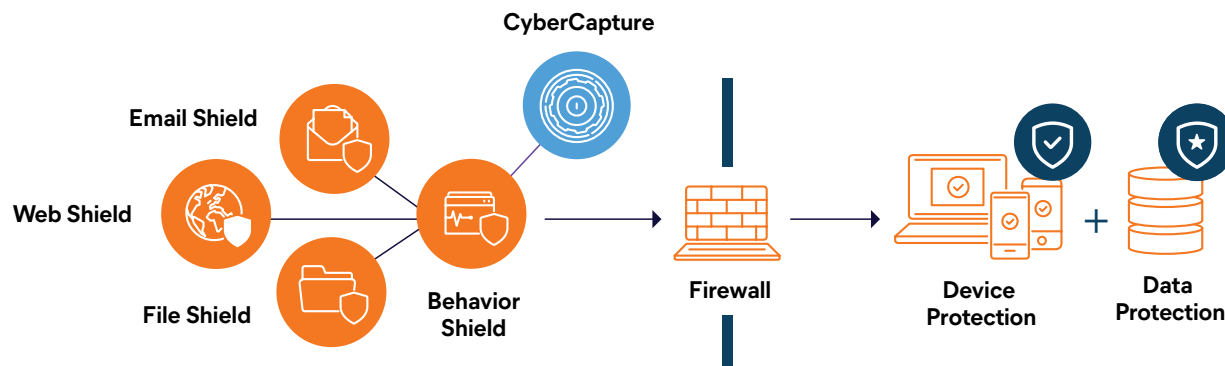 CyberCapture
Email Shield
Web Shield
File Shield
Behavior
Shield
Firewall
Device
Protection
Data
Protection